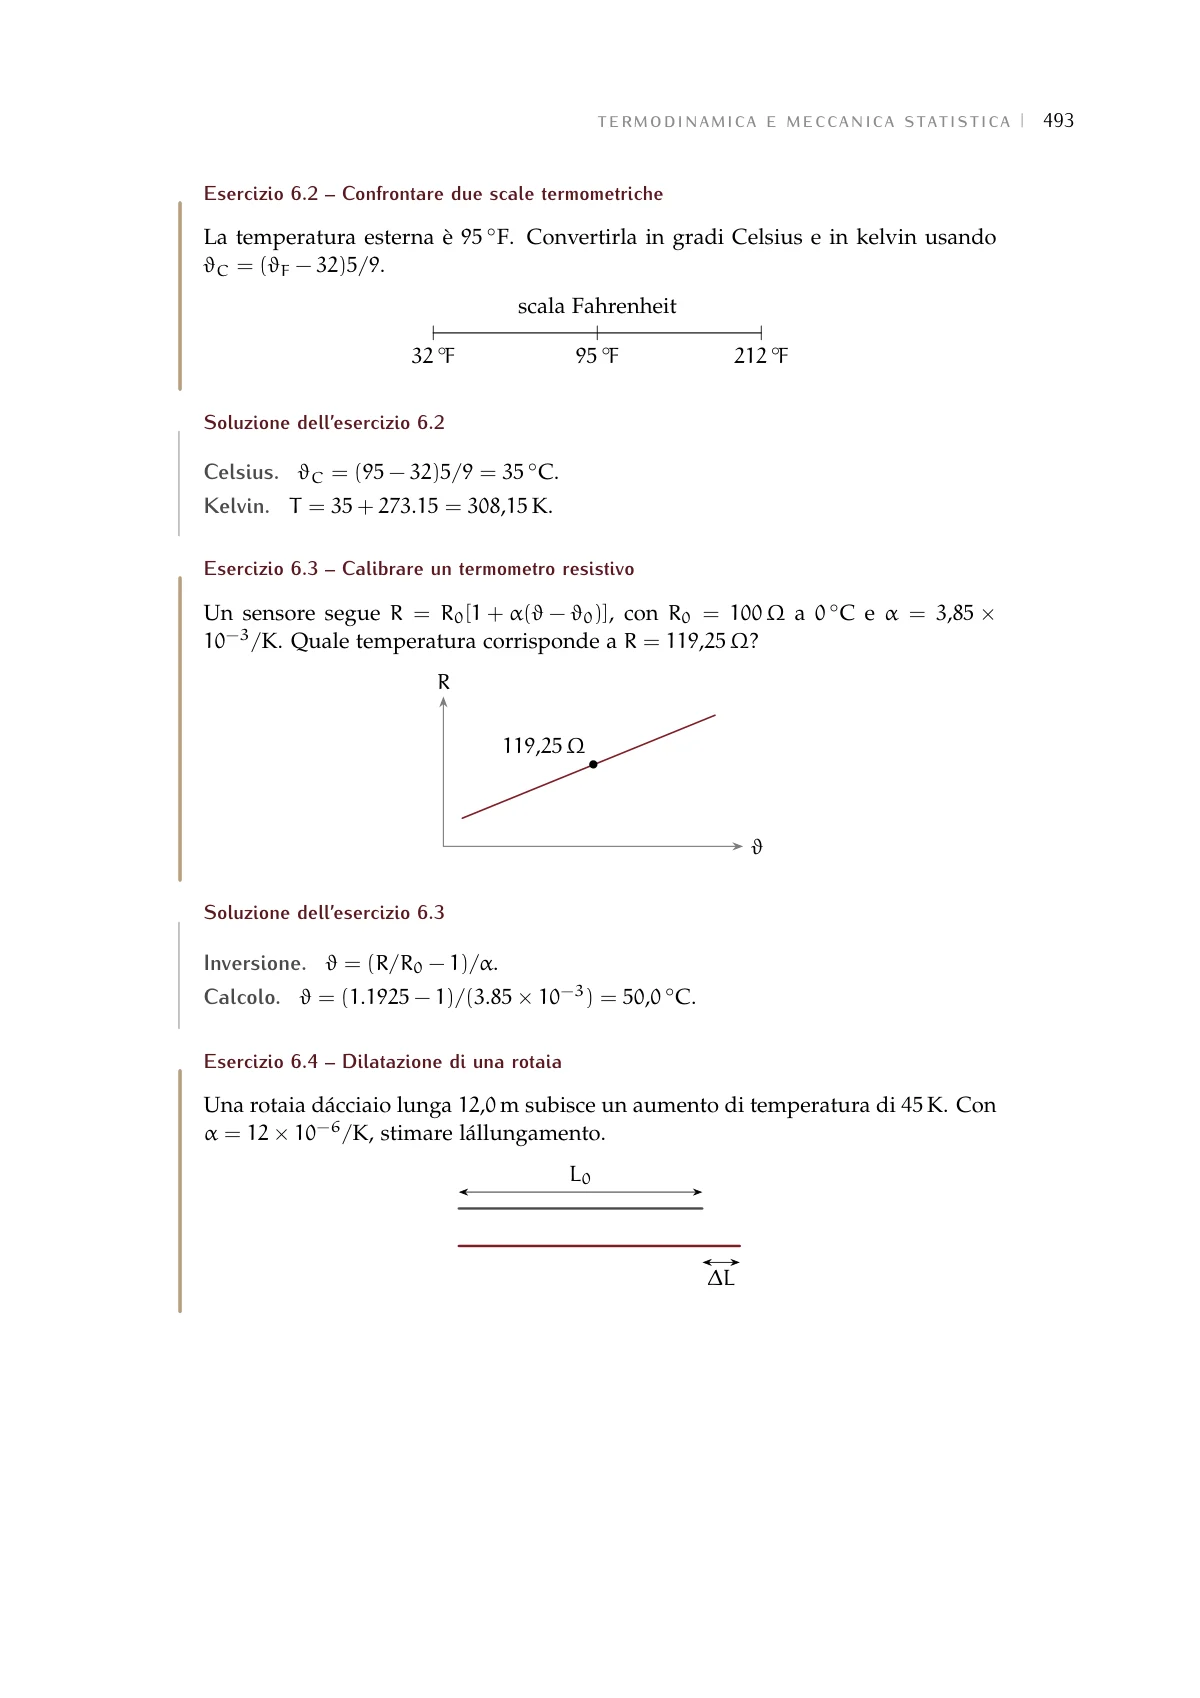 TERMODINAMICA E MECCANICA STATISTICA | 493
Esercizio 6.2 – Confrontare due scale termometriche
La temperatura esterna è 95 °F. Convertirla in gradi Celsius e in kelvin usando
ϑ_C = (ϑ_F − 32)5/9.
scala Fahrenheit
32 °F 95 °F 212 °F
Soluzione dell'esercizio 6.2
Celsius. ϑ_C = (95 − 32)5/9 = 35 °C.
Kelvin. T = 35 + 273.15 = 308,15 K.
Esercizio 6.3 – Calibrare un termometro resistivo
Un sensore segue R = R₀[1 + α(ϑ − ϑ₀)], con R₀ = 100 Ω a 0 °C e α = 3,85 ×
10⁻³/K. Quale temperatura corrisponde a R = 119,25 Ω?
R
119,25 Ω
ϑ
Soluzione dell'esercizio 6.3
Inversione. ϑ = (R/R₀ − 1)/α.
Calcolo. ϑ = (1.1925 − 1)/(3.85 × 10⁻³) = 50,0 °C.
Esercizio 6.4 – Dilatazione di una rotaia
Una rotaia dácciaio lunga 12,0 m subisce un aumento di temperatura di 45 K. Con
α = 12 × 10⁻⁶/K, stimare lállungamento.
L₀
ΔL